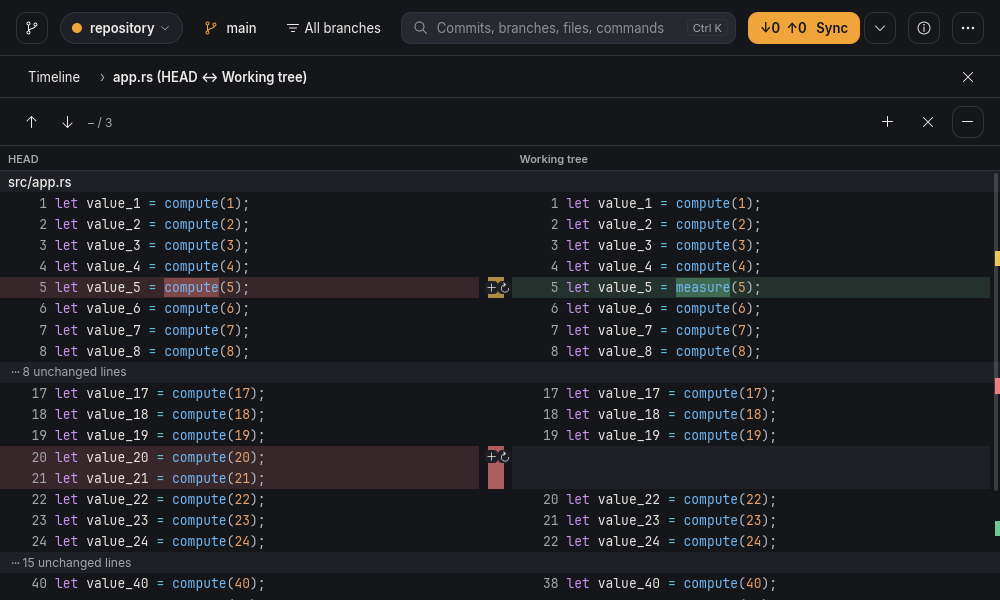 repository main All branches Commits, branches, files, commands Ctrl K ↓0 ↑0 Sync
Timeline › app.rs (HEAD ↔ Working tree)
– / 3
HEAD Working tree
src/app.rs
1 let value_1 = compute(1); 1 let value_1 = compute(1);
2 let value_2 = compute(2); 2 let value_2 = compute(2);
3 let value_3 = compute(3); 3 let value_3 = compute(3);
4 let value_4 = compute(4); 4 let value_4 = compute(4);
5 let value_5 = compute(5); 5 let value_5 = measure(5);
6 let value_6 = compute(6); 6 let value_6 = compute(6);
7 let value_7 = compute(7); 7 let value_7 = compute(7);
8 let value_8 = compute(8); 8 let value_8 = compute(8);
··· 8 unchanged lines
17 let value_17 = compute(17); 17 let value_17 = compute(17);
18 let value_18 = compute(18); 18 let value_18 = compute(18);
19 let value_19 = compute(19); 19 let value_19 = compute(19);
20 let value_20 = compute(20);
21 let value_21 = compute(21);
22 let value_22 = compute(22); 20 let value_22 = compute(22);
23 let value_23 = compute(23); 21 let value_23 = compute(23);
24 let value_24 = compute(24); 22 let value_24 = compute(24);
··· 15 unchanged lines
40 let value_40 = compute(40); 38 let value_40 = compute(40);